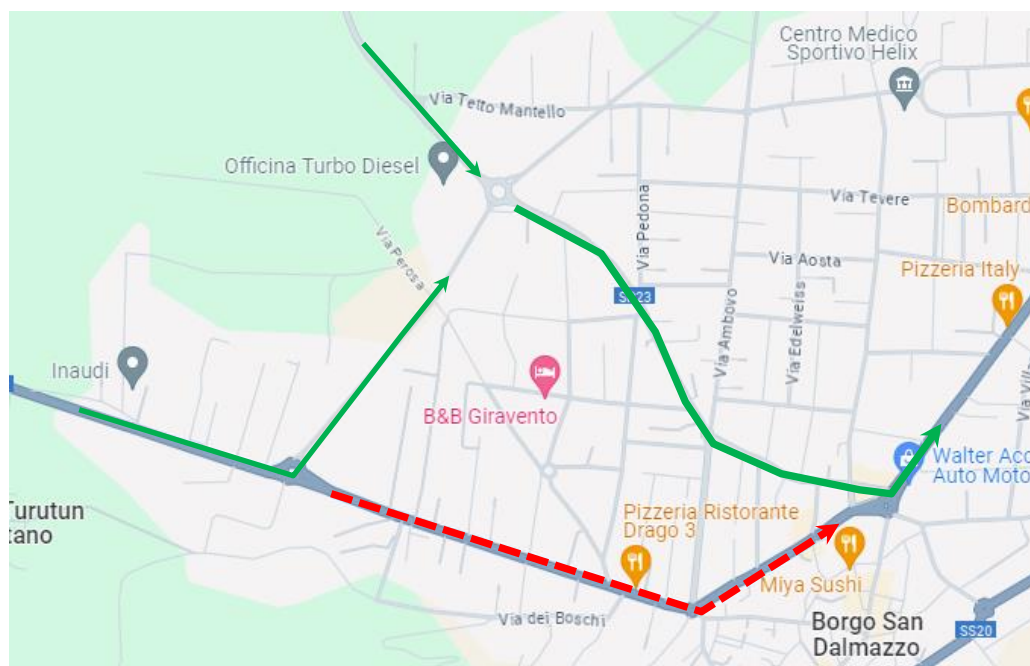 Centro Medico
Sportivo Helix
Via Tetto Mantello
Officina Turbo Diesel
Via Tevere
Bombard
Via Pedona
Via Perosa
Via Aosta
Pizzeria Italy
Via Ambovo
Via Edelweiss
Inaudi
B&B Giravento
Via Vill
Walter Acc
Auto Moto
Turutun
tano
Pizzeria Ristorante
Drago 3
Miya Sushi
Via dei Boschi
Borgo San
Dalmazzo
SS20